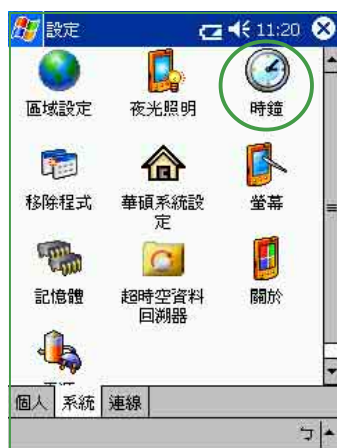 設定 11:20
區域設定 夜光照明 時鐘
移除程式 華碩系統設 螢幕
定
記憶體 超時空資料 關於
回溯器
個人 系統 連線
ㄅ